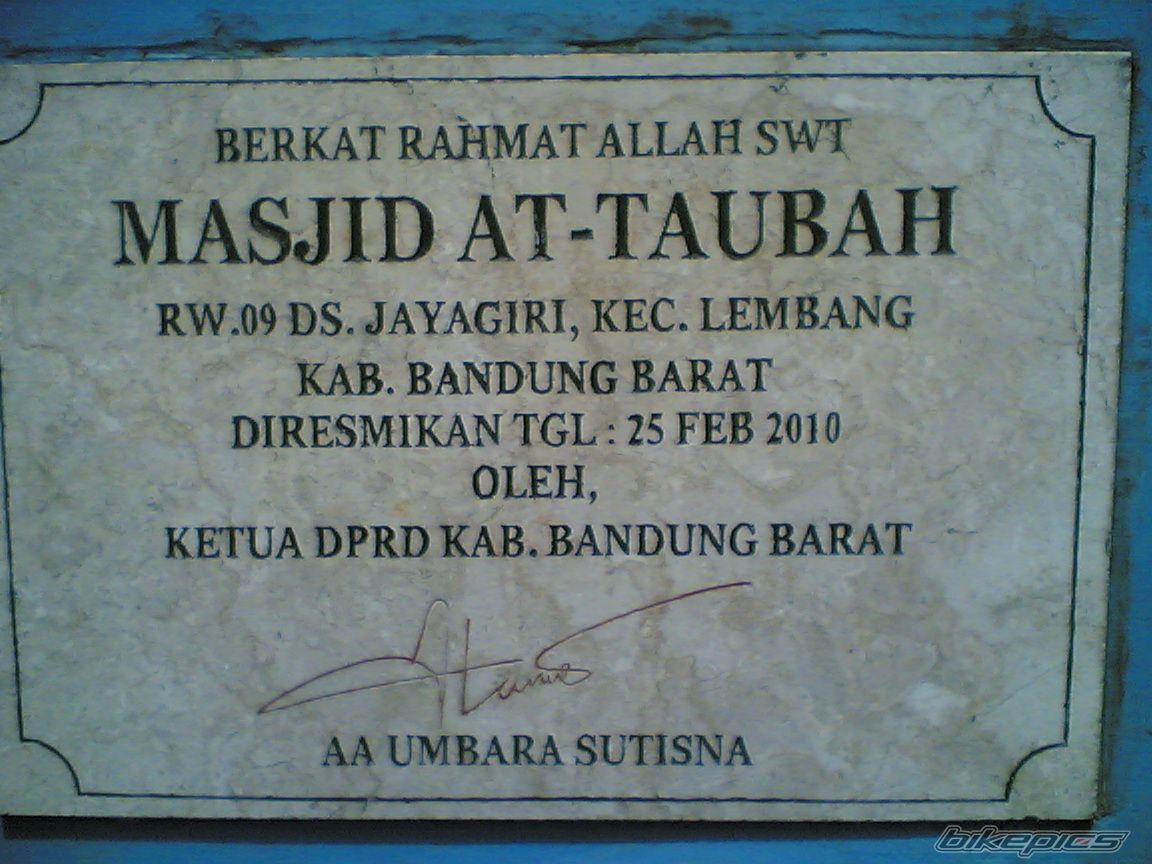 BERKAT RAHMAT ALLAH SWT
MASJID AT-TAUBAH
RW.09 DS. JAYAGIRI, KEC. LEMBANG
KAB. BANDUNG BARAT
DIRESMIKAN TGL : 25 FEB 2010
OLEH,
KETUA DPRD KAB. BANDUNG BARAT
AA UMBARA SUTISNA
bikepics